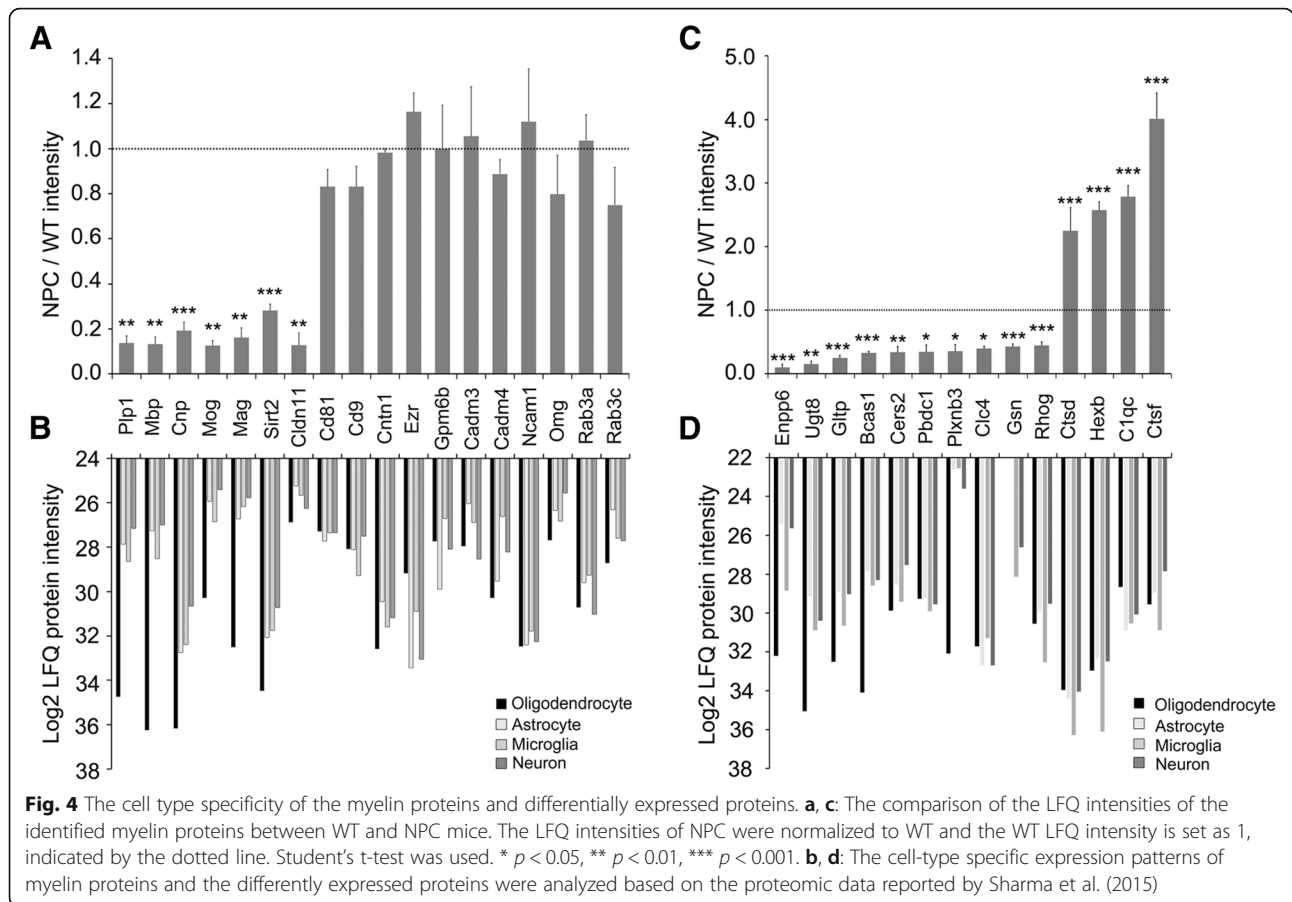 A
1.4
1.2
1.0
0.8
0.6
0.4
0.2
0.0
NPC / WT intensity
** ** *** ** ** *** **
Plp1 Mbp Cnp Mog Mag Sirt2 Cldn11 Cd81 Cd9 Cntn1 Ezr Gpm6b Cadm3 Cadm4 Ncam1 Omg Rab3a Rab3c
B
24
26
28
30
32
34
36
38
Log2 LFQ protein intensity
Oligodendrocyte
Astrocyte
Microglia
Neuron
C
5.0
4.0
3.0
2.0
1.0
0.0
NPC / WT intensity
*** ** *** *** ** * * * *** *** *** *** *** ***
Enpp6 Ugt8 Gltp Bcas1 Cers2 Pbdc1 Plxnb3 Clc4 Gsn Rhog Ctsd Hexb C1qc Ctsf
D
22
24
26
28
30
32
34
36
38
Log2 LFQ protein intensity
Oligodendrocyte
Astrocyte
Microglia
Neuron
Fig. 4 The cell type specificity of the myelin proteins and differentially expressed proteins. a, c: The comparison of the LFQ intensities of the
identified myelin proteins between WT and NPC mice. The LFQ intensities of NPC were normalized to WT and the WT LFQ intensity is set as 1,
indicated by the dotted line. Student's t-test was used. * p < 0.05, ** p < 0.01, *** p < 0.001. b, d: The cell-type specific expression patterns of
myelin proteins and the differently expressed proteins were analyzed based on the proteomic data reported by Sharma et al. (2015)